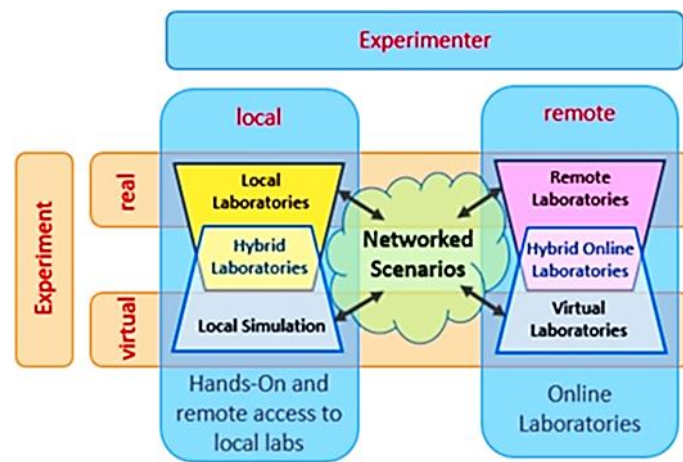 Experimenter
local
remote
Experiment
real
virtual
Local
Laboratories
Hybrid
Laboratories
Local Simulation
Networked
Scenarios
Remote
Laboratories
Hybrid Online
Laboratories
Virtual
Laboratories
Hands-On and
remote access to
local labs
Online
Laboratories